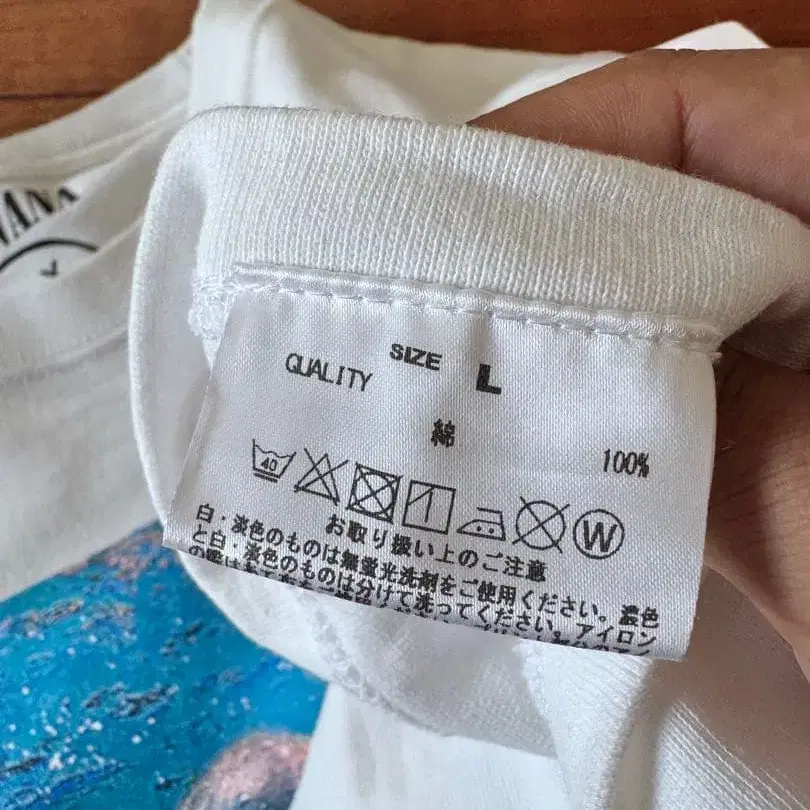 VANA
SIZE L
QUALITY
綿 100%
40 W
お取り扱い上のご注意
白・淡色のものは無蛍光洗剤をご使用ください。濃色
と白・淡色のものは分けて洗ってください。アイロン